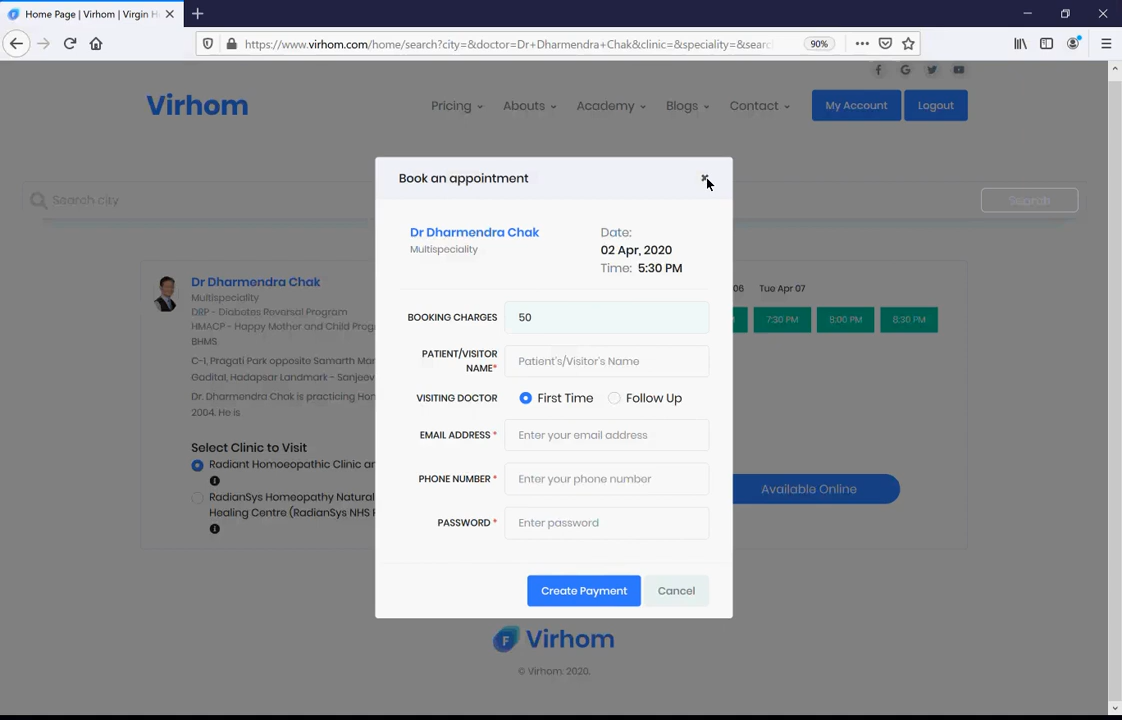 Home Page | Virhom | Virgin H
https://www.virhom.com/home/search?city=&doctor=Dr+Dharmendra+Chak&clinic=&speciality=&searc
90%
Virhom
Pricing
Abouts
Academy
Blogs
Contact
My Account
Logout
Search city
Search
Book an appointment
Dr Dharmendra Chak
Multispeciality
Date:
02 Apr, 2020
Time: 5:30 PM
BOOKING CHARGES
50
PATIENT/VISITOR
NAME*
Patient's/Visitor's Name
VISITING DOCTOR
First Time
Follow Up
EMAIL ADDRESS *
Enter your email address
PHONE NUMBER *
Enter your phone number
PASSWORD *
Enter password
Create Payment
Cancel
Dr Dharmendra Chak
Multispeciality
DRP - Diabetes Reversal Program
HMACP - Happy Mother and Child Prog
BHMS
C-1, Pragati Park opposite Samarth Mar
Gadital, Hadapsar Landmark - Sanjeev
Dr. Dharmendra Chak is practicing Hom
2004. He is
Select Clinic to Visit
Radiant Homoeopathic Clinic an
RadianSys Homeopathy Natural
Healing Centre (RadianSys NHS
06
Tue Apr 07
7:30 PM
8:30 PM
Available Online
Virhom
© Virhom. 2020.